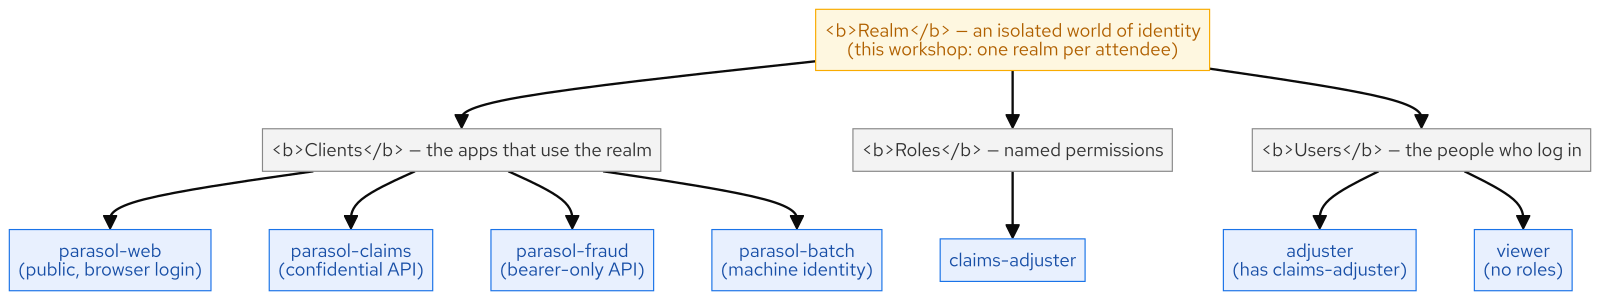 <b>Realm</b> – an isolated world of identity
(this workshop: one realm per attendee)
<b>Clients</b> – the apps that use the realm
<b>Roles</b> – named permissions
<b>Users</b> – the people who log in
parasol-web
(public, browser login)
parasol-claims
(confidential API)
parasol-fraud
(bearer-only API)
parasol-batch
(machine identity)
claims-adjuster
adjuster
(has claims-adjuster)
viewer
(no roles)